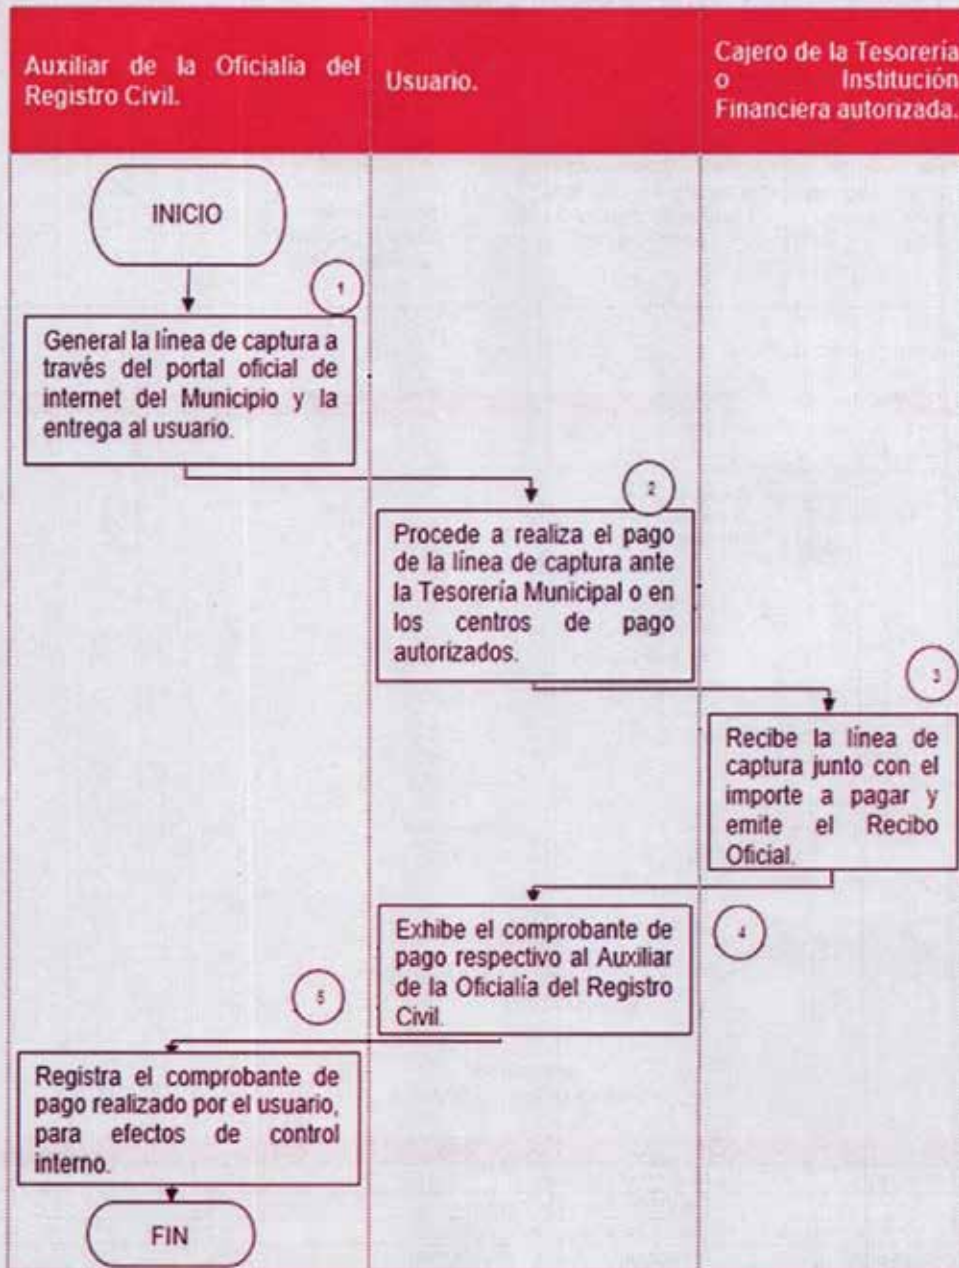 Auxiliar de la Oficialía del
Registro Civil.
Usuario.
Cajero de la Tesorería
o Institución
Financiera autorizada.
INICIO
1
General la línea de captura a
través del portal oficial de
internet del Municipio y la
entrega al usuario.
2
Procede a realiza el pago
de la línea de captura ante
la Tesorería Municipal o en
los centros de pago
autorizados.
3
Recibe la línea de
captura junto con el
importe a pagar y
emite el Recibo
Oficial.
Exhibe el comprobante de
pago respectivo al Auxiliar
de la Oficialía del Registro
Civil.
4
5
Registra el comprobante de
pago realizado por el usuario,
para efectos de control
interno.
FIN